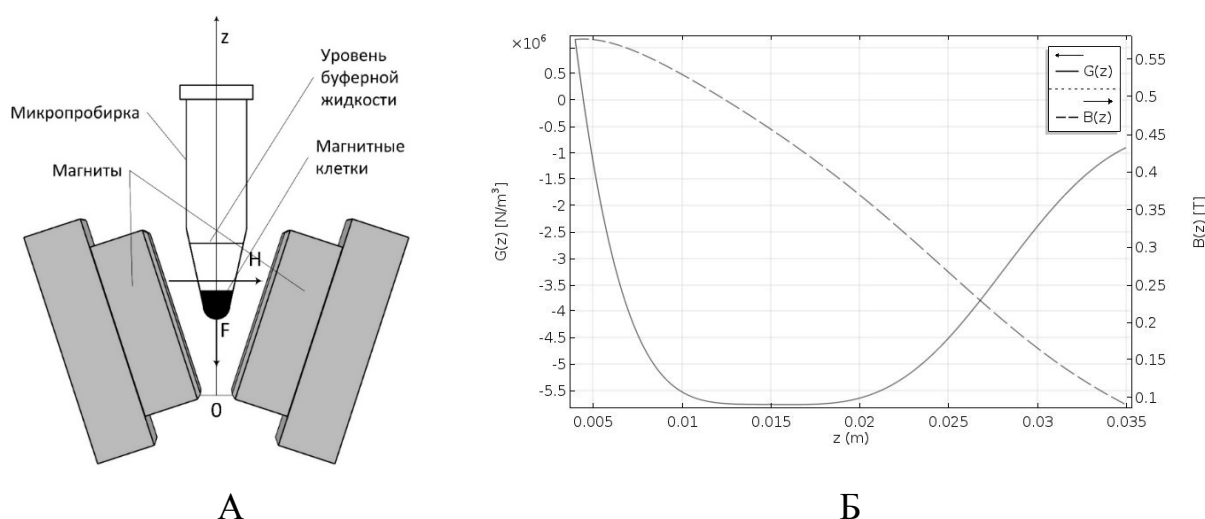 z
Уровень
буферной
жидкости
Микропробирка
Магнитные
клетки
Магниты
H
F
0
А
×10⁶
0.5
0
-0.5
-1
-1.5
-2
-2.5
-3
-3.5
-4
-4.5
-5
-5.5
G(z) [N/m³]
0.005
0.01
0.015
0.02
0.025
0.03
0.035
z (m)
0.55
0.5
0.45
0.4
0.35
0.3
0.25
0.2
0.15
0.1
B(z) [T]
G(z)
B(z)
Б